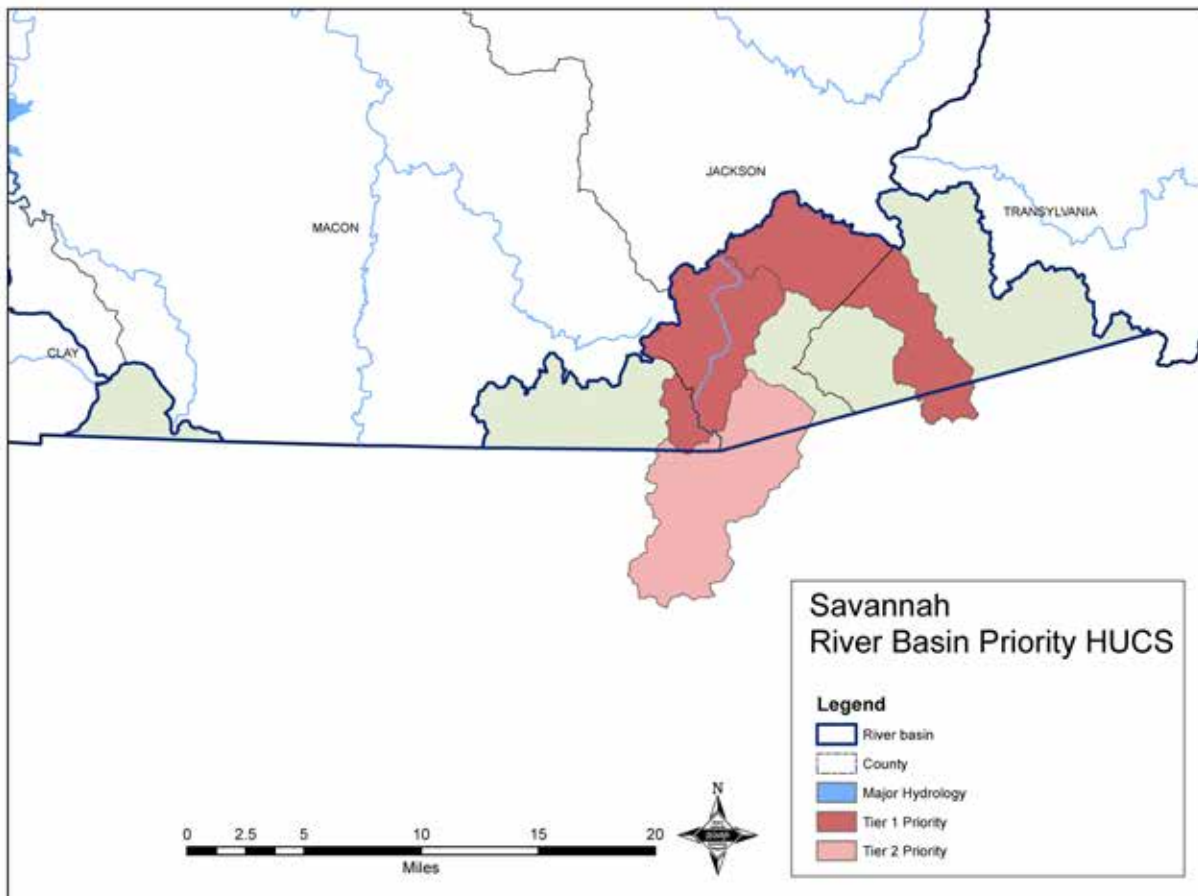 JACKSON
TRANSYLVANIA
MACON
CLAY
Savannah
River Basin Priority HUCS
Legend
River basin
County
Major Hydrology
Tier 1 Priority
Tier 2 Priority
N
0 2.5 5 10 15 20
Miles